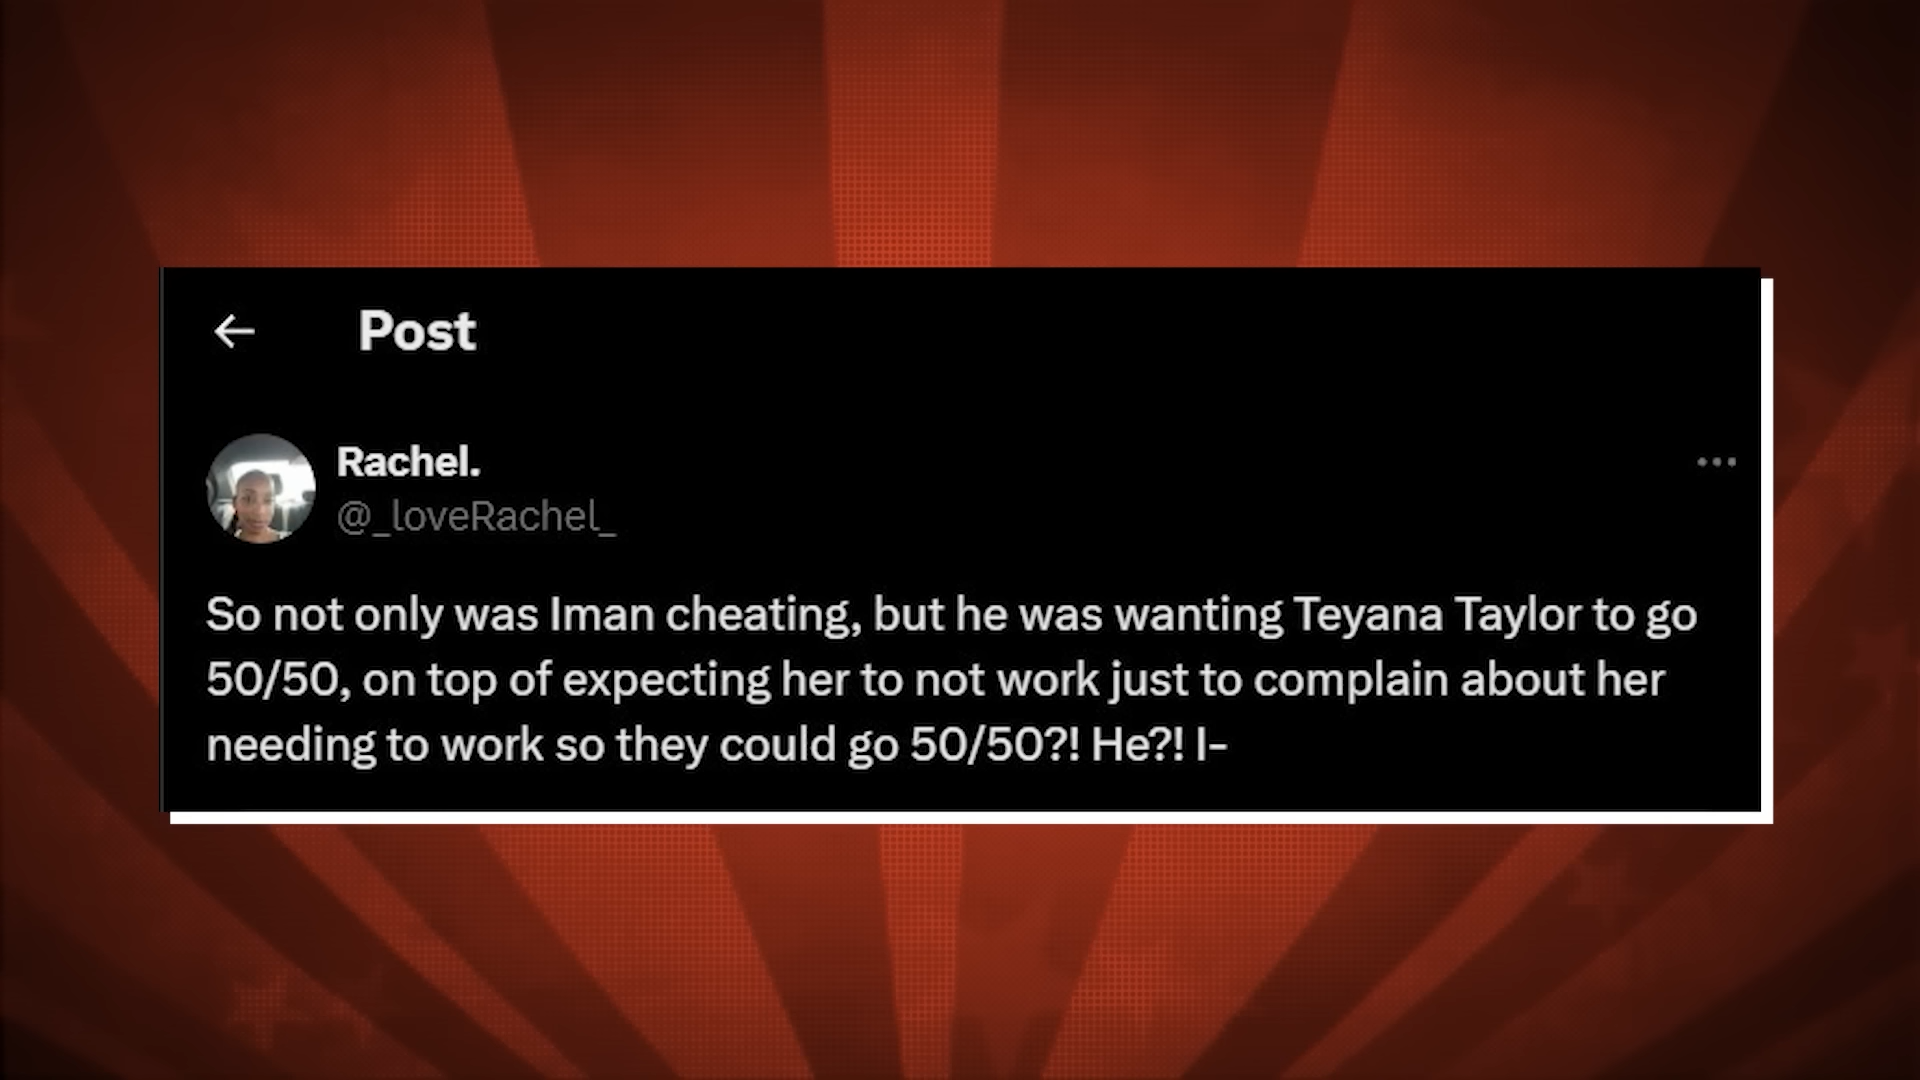 Post
Rachel.
@_loveRachel_
So not only was Iman cheating, but he was wanting Teyana Taylor to go
50/50, on top of expecting her to not work just to complain about her
needing to work so they could go 50/50?! He?! I-